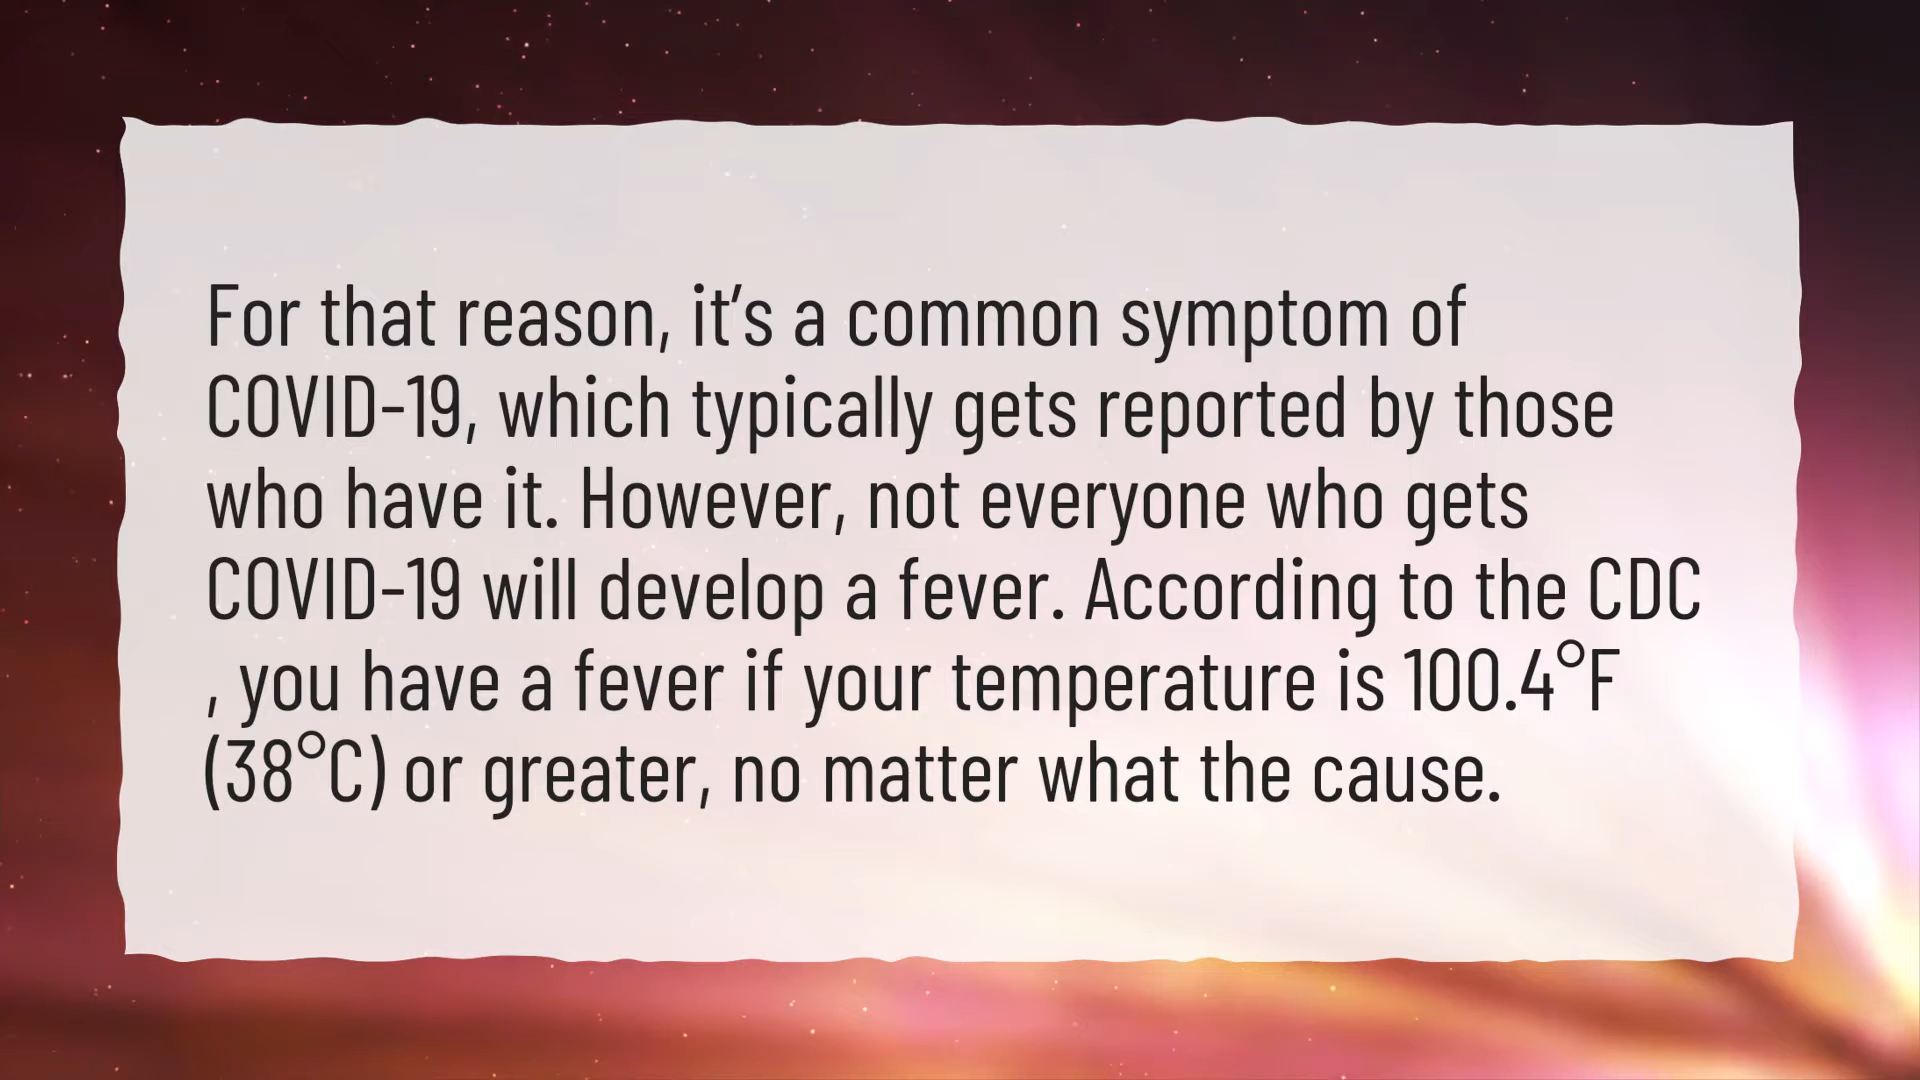 For that reason, it’s a common symptom of
COVID-19, which typically gets reported by those
who have it. However, not everyone who gets
COVID-19 will develop a fever. According to the CDC
, you have a fever if your temperature is 100.4°F
(38°C) or greater, no matter what the cause.